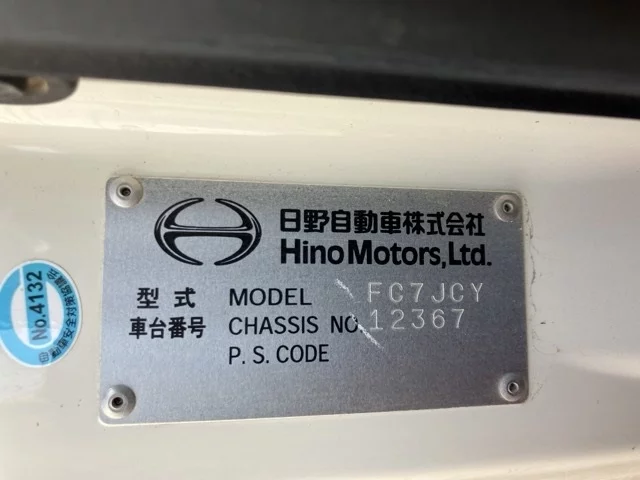 日野自動車株式会社
Hino Motors, Ltd.
型式 MODEL FC7JCY
車台番号 CHASSIS NO. 12367
P. S. CODE
No.4132